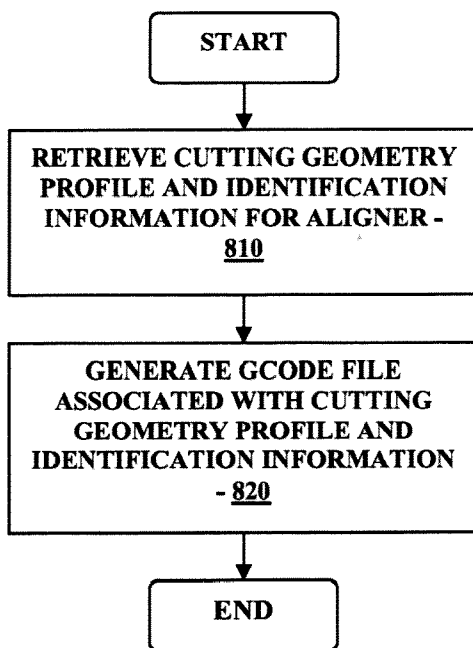 START
RETRIEVE CUTTING GEOMETRY
PROFILE AND IDENTIFICATION
INFORMATION FOR ALIGNER -
810
GENERATE GCODE FILE
ASSOCIATED WITH CUTTING
GEOMETRY PROFILE AND
IDENTIFICATION INFORMATION
- 820
END